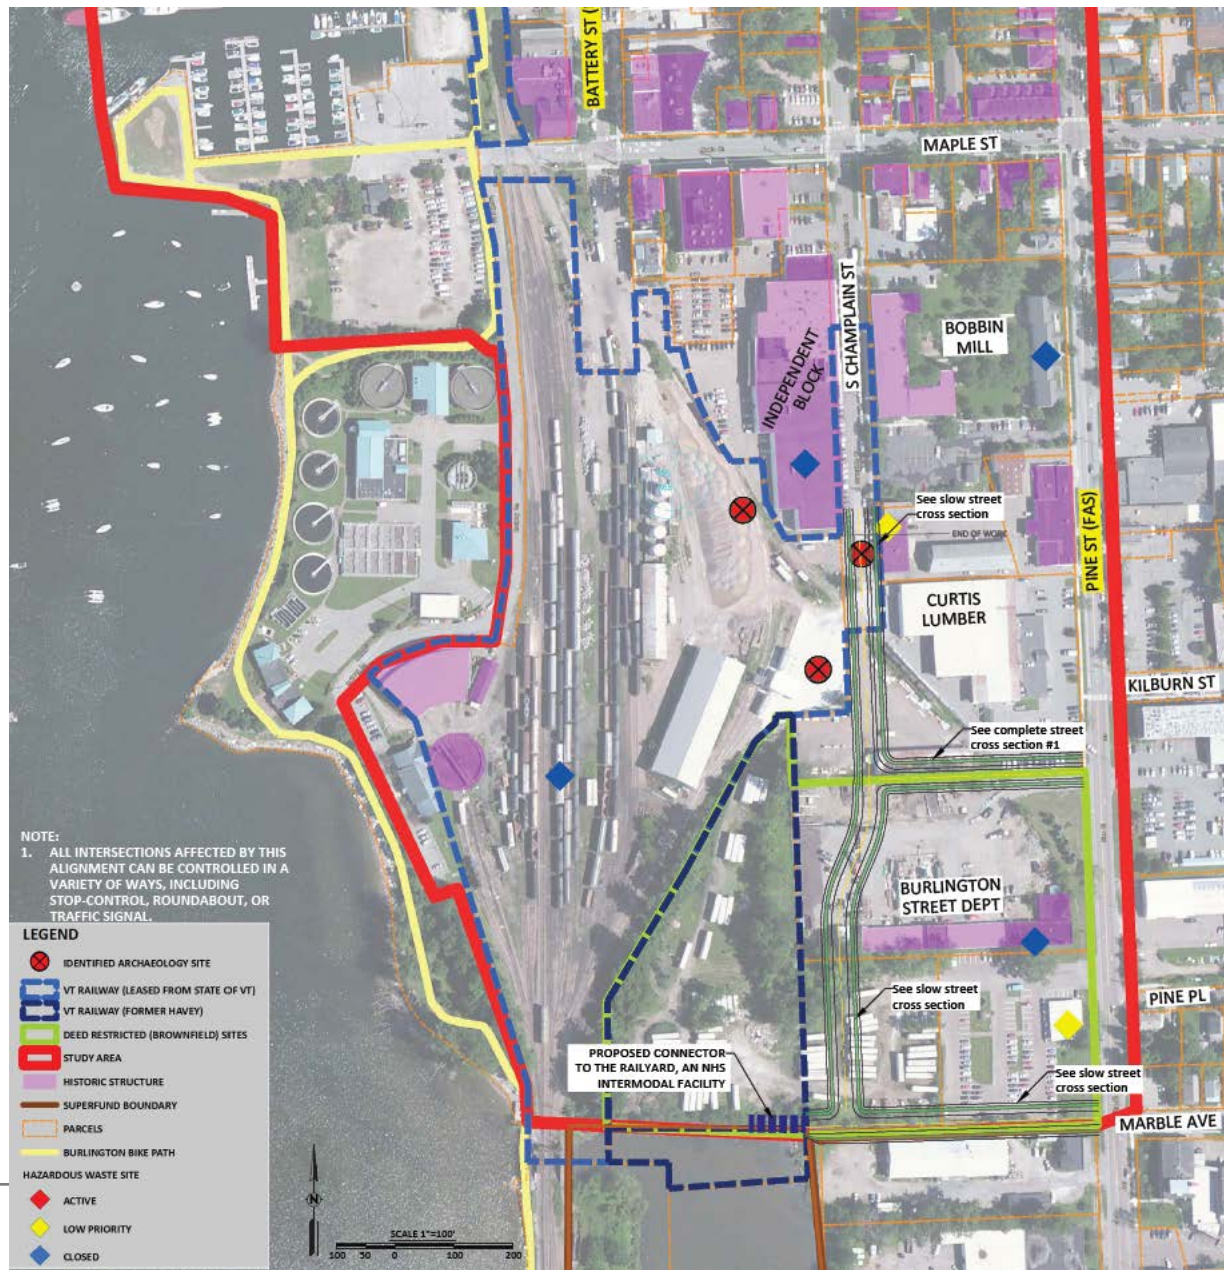 BATTERY ST (
MAPLE ST
S CHAMPLAIN ST
BOBBIN
MILL
INDEPENDENT
BLOCK
See slow street
cross section
END OF WORK
PINE ST (FAS)
CURTIS
LUMBER
KILBURN ST
See complete street
cross section #1
NOTE:
1. ALL INTERSECTIONS AFFECTED BY THIS
ALIGNMENT CAN BE CONTROLLED IN A
VARIETY OF WAYS, INCLUDING
STOP-CONTROL, ROUNDABOUT, OR
TRAFFIC SIGNAL.
BURLINGTON
STREET DEPT
See slow street
cross section
PINE PL
PROPOSED CONNECTOR
TO THE RAILYARD, AN NHS
INTERMODAL FACILITY
See slow street
cross section
MARBLE AVE
LEGEND
IDENTIFIED ARCHAEOLOGY SITE
VT RAILWAY (LEASED FROM STATE OF VT)
VT RAILWAY (FORMER HAVEY)
DEED RESTRICTED (BROWNFIELD) SITES
STUDY AREA
HISTORIC STRUCTURE
SUPERFUND BOUNDARY
PARCELS
BURLINGTON BIKE PATH
HAZARDOUS WASTE SITE
ACTIVE
LOW PRIORITY
CLOSED
N
SCALE 1"=100'
100 50 0 100 200